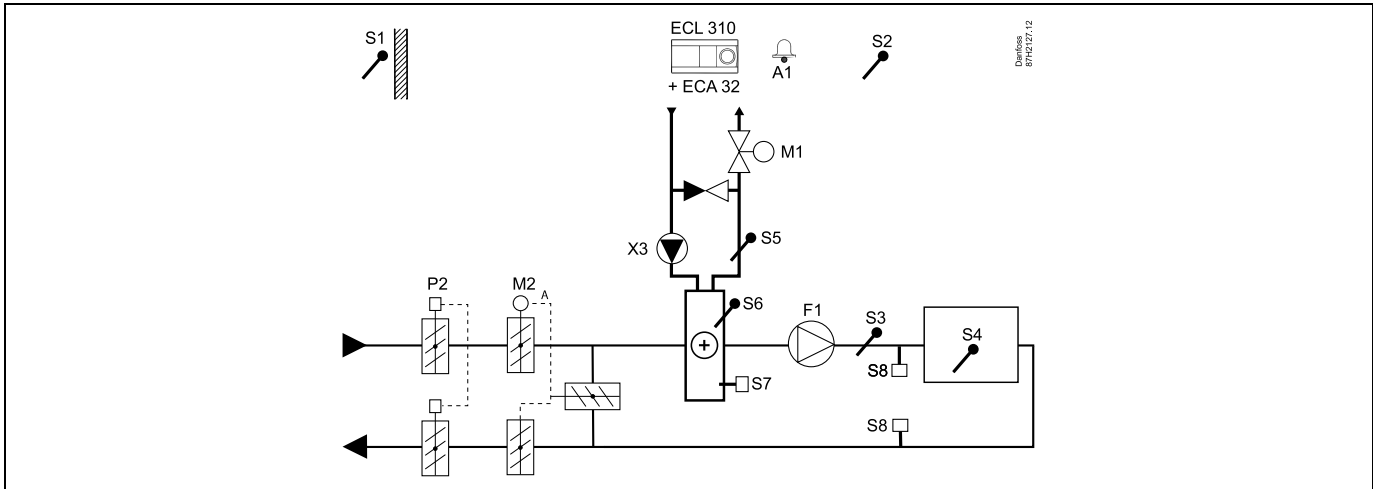 S1
ECL 310
+ ECA 32
A1
S2
Danfoss
87H2127.12
M1
X3
S5
P2
M2
A
S6
F1
S3
S4
S7
S8
S8